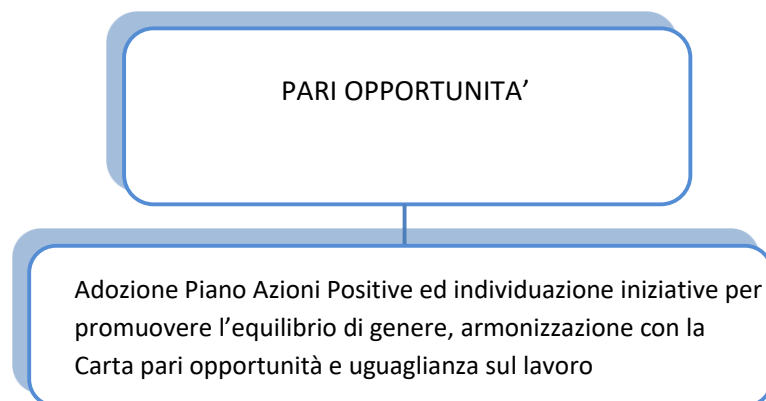 PARI OPPORTUNITA’
Adozione Piano Azioni Positive ed individuazione iniziative per
promuovere l’equilibrio di genere, armonizzazione con la
Carta pari opportunità e uguaglianza sul lavoro